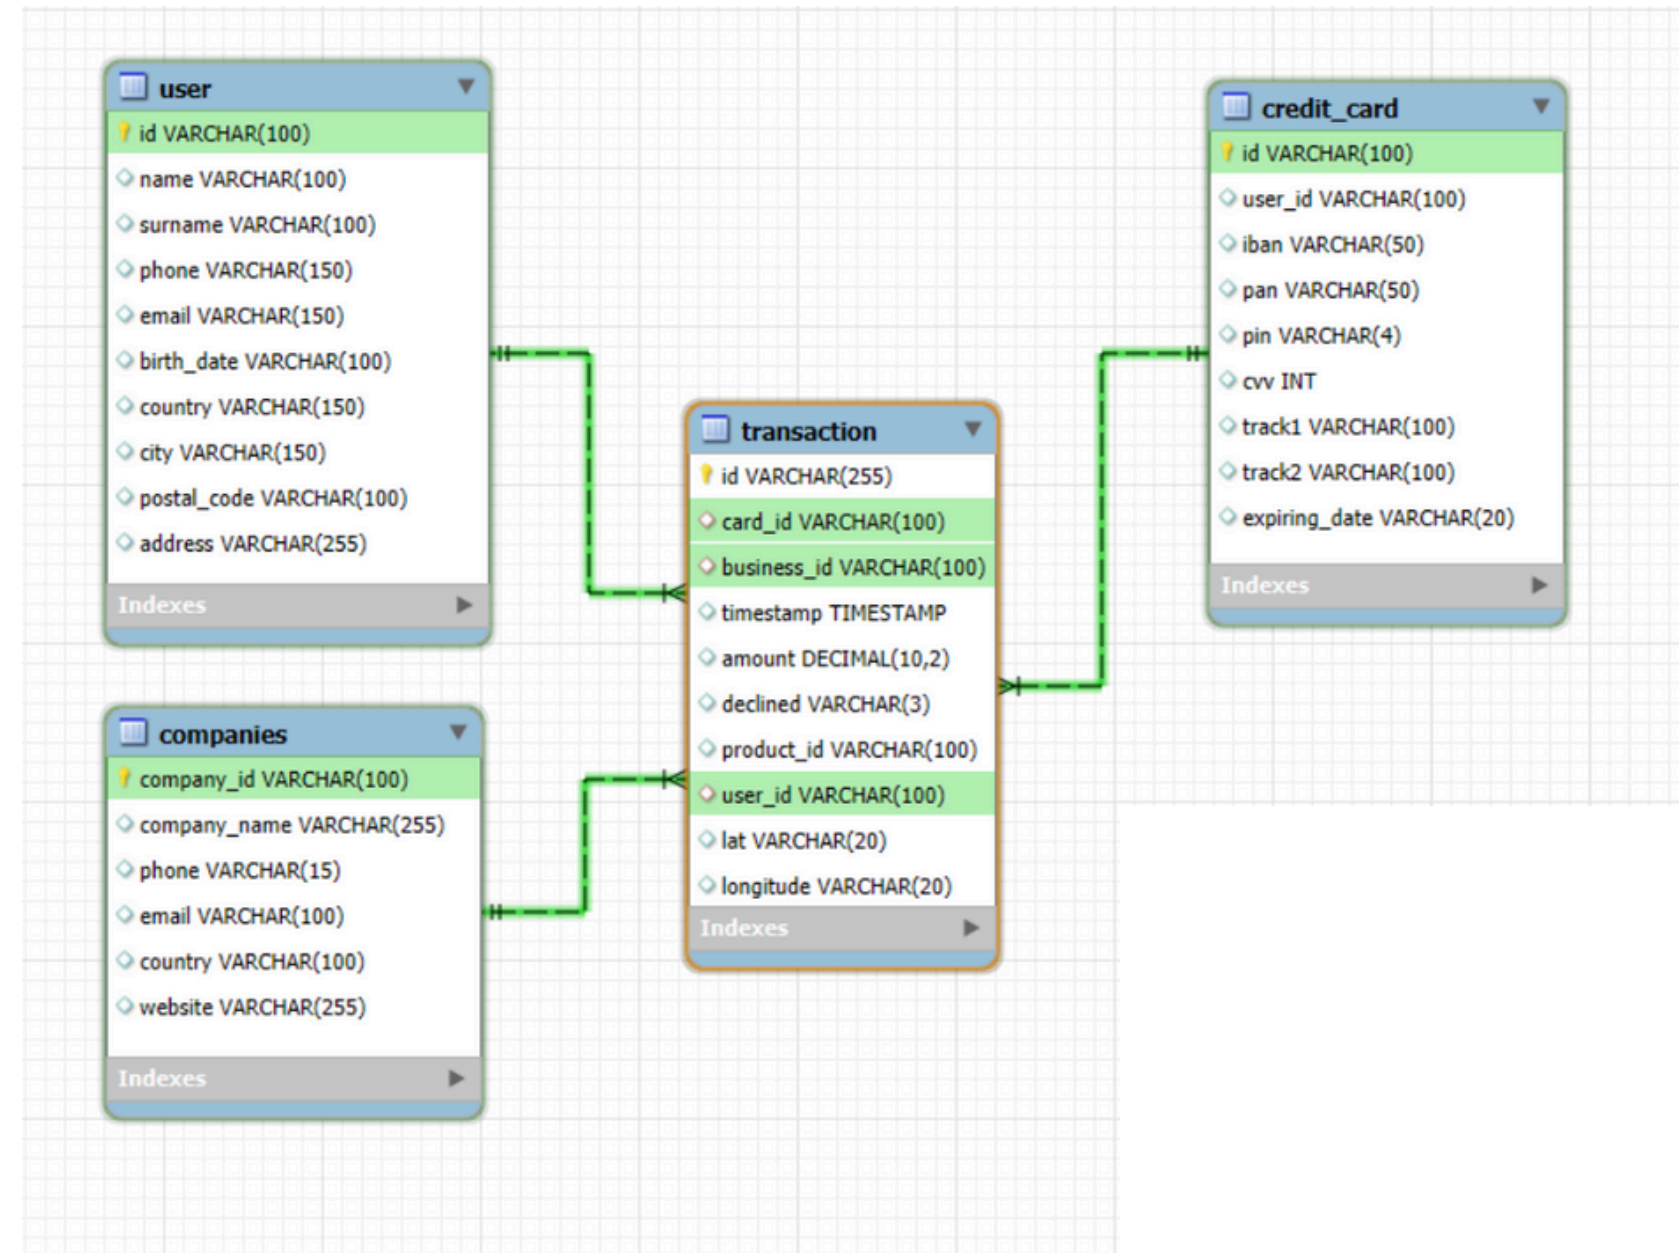 user
id VARCHAR(100)
name VARCHAR(100)
surname VARCHAR(100)
phone VARCHAR(150)
email VARCHAR(150)
birth_date VARCHAR(100)
country VARCHAR(150)
city VARCHAR(150)
postal_code VARCHAR(100)
address VARCHAR(255)
Indexes
companies
company_id VARCHAR(100)
company_name VARCHAR(255)
phone VARCHAR(15)
email VARCHAR(100)
country VARCHAR(100)
website VARCHAR(255)
Indexes
transaction
id VARCHAR(255)
card_id VARCHAR(100)
business_id VARCHAR(100)
timestamp TIMESTAMP
amount DECIMAL(10,2)
declined VARCHAR(3)
product_id VARCHAR(100)
user_id VARCHAR(100)
lat VARCHAR(20)
longitude VARCHAR(20)
Indexes
credit_card
id VARCHAR(100)
user_id VARCHAR(100)
iban VARCHAR(50)
pan VARCHAR(50)
pin VARCHAR(4)
cvv INT
track1 VARCHAR(100)
track2 VARCHAR(100)
expiring_date VARCHAR(20)
Indexes